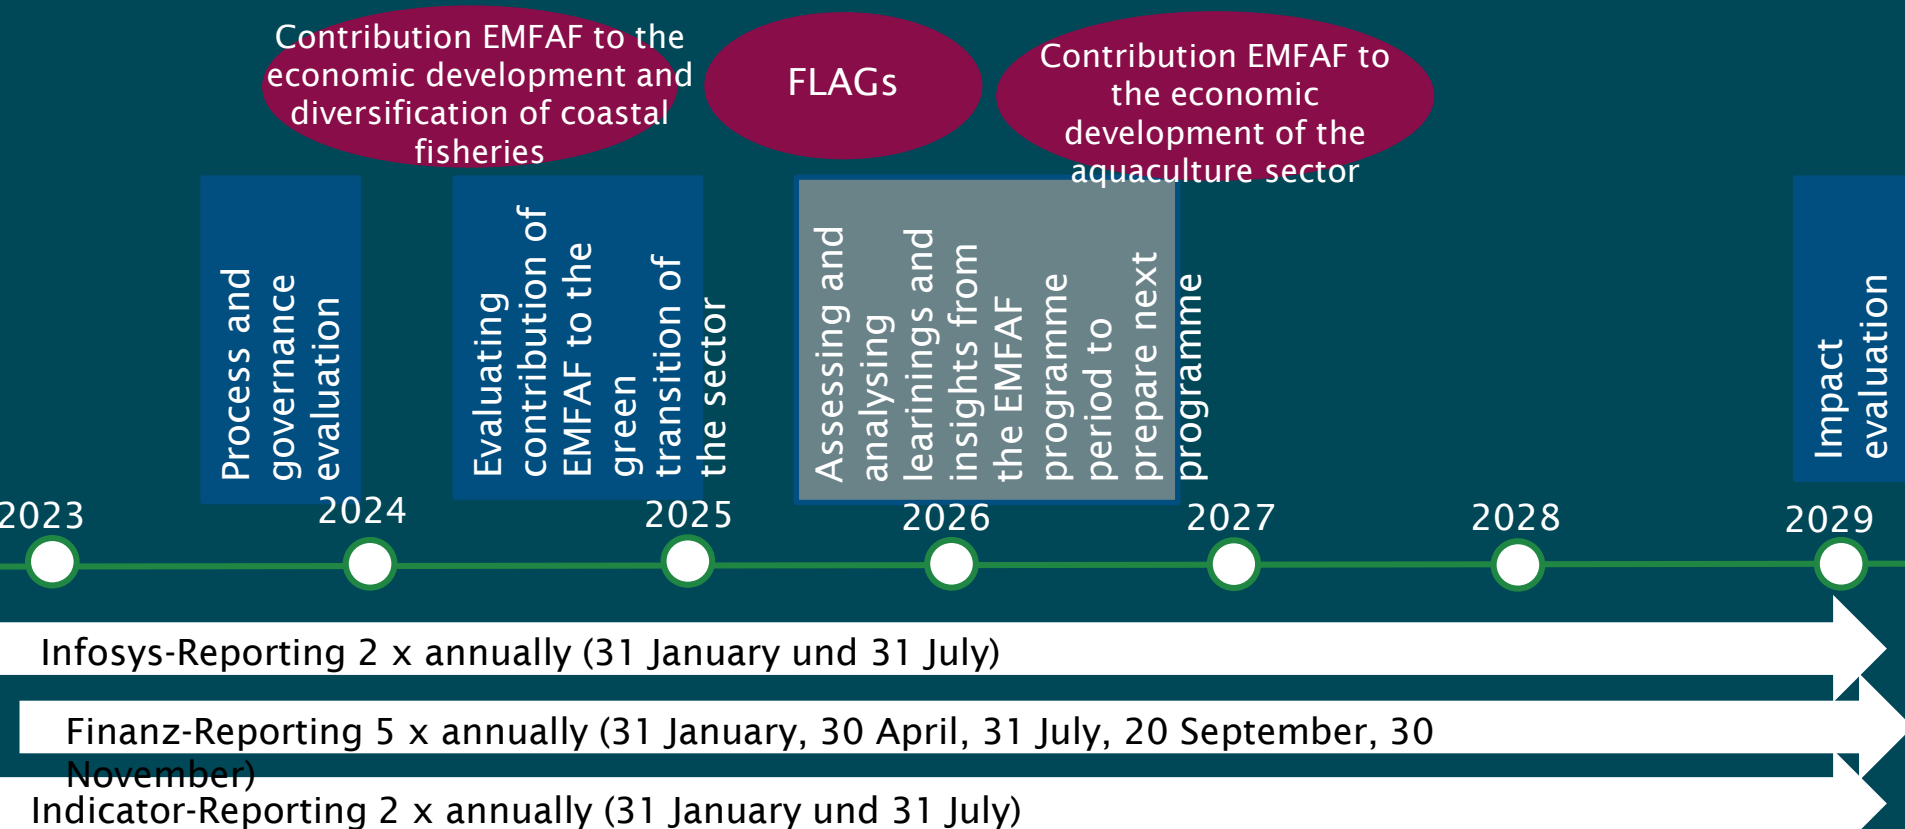 Contribution EMFAF to the
economic development and
diversification of coastal
fisheries
FLAGs
Contribution EMFAF to
the economic
development of the
aquaculture sector
Process and
governance
evaluation
Evaluating
contribution of
EMFAF to the
green
transition of
the sector
Assessing and
analysing
learinings and
insights from
the EMFAF
programme
period to
prepare next
programme
Impact
evaluation
2023
2024
2025
2026
2027
2028
2029
Infosys-Reporting 2 x annually (31 January und 31 July)
Finanz-Reporting 5 x annually (31 January, 30 April, 31 July, 20 September, 30
November)
Indicator-Reporting 2 x annually (31 January und 31 July)